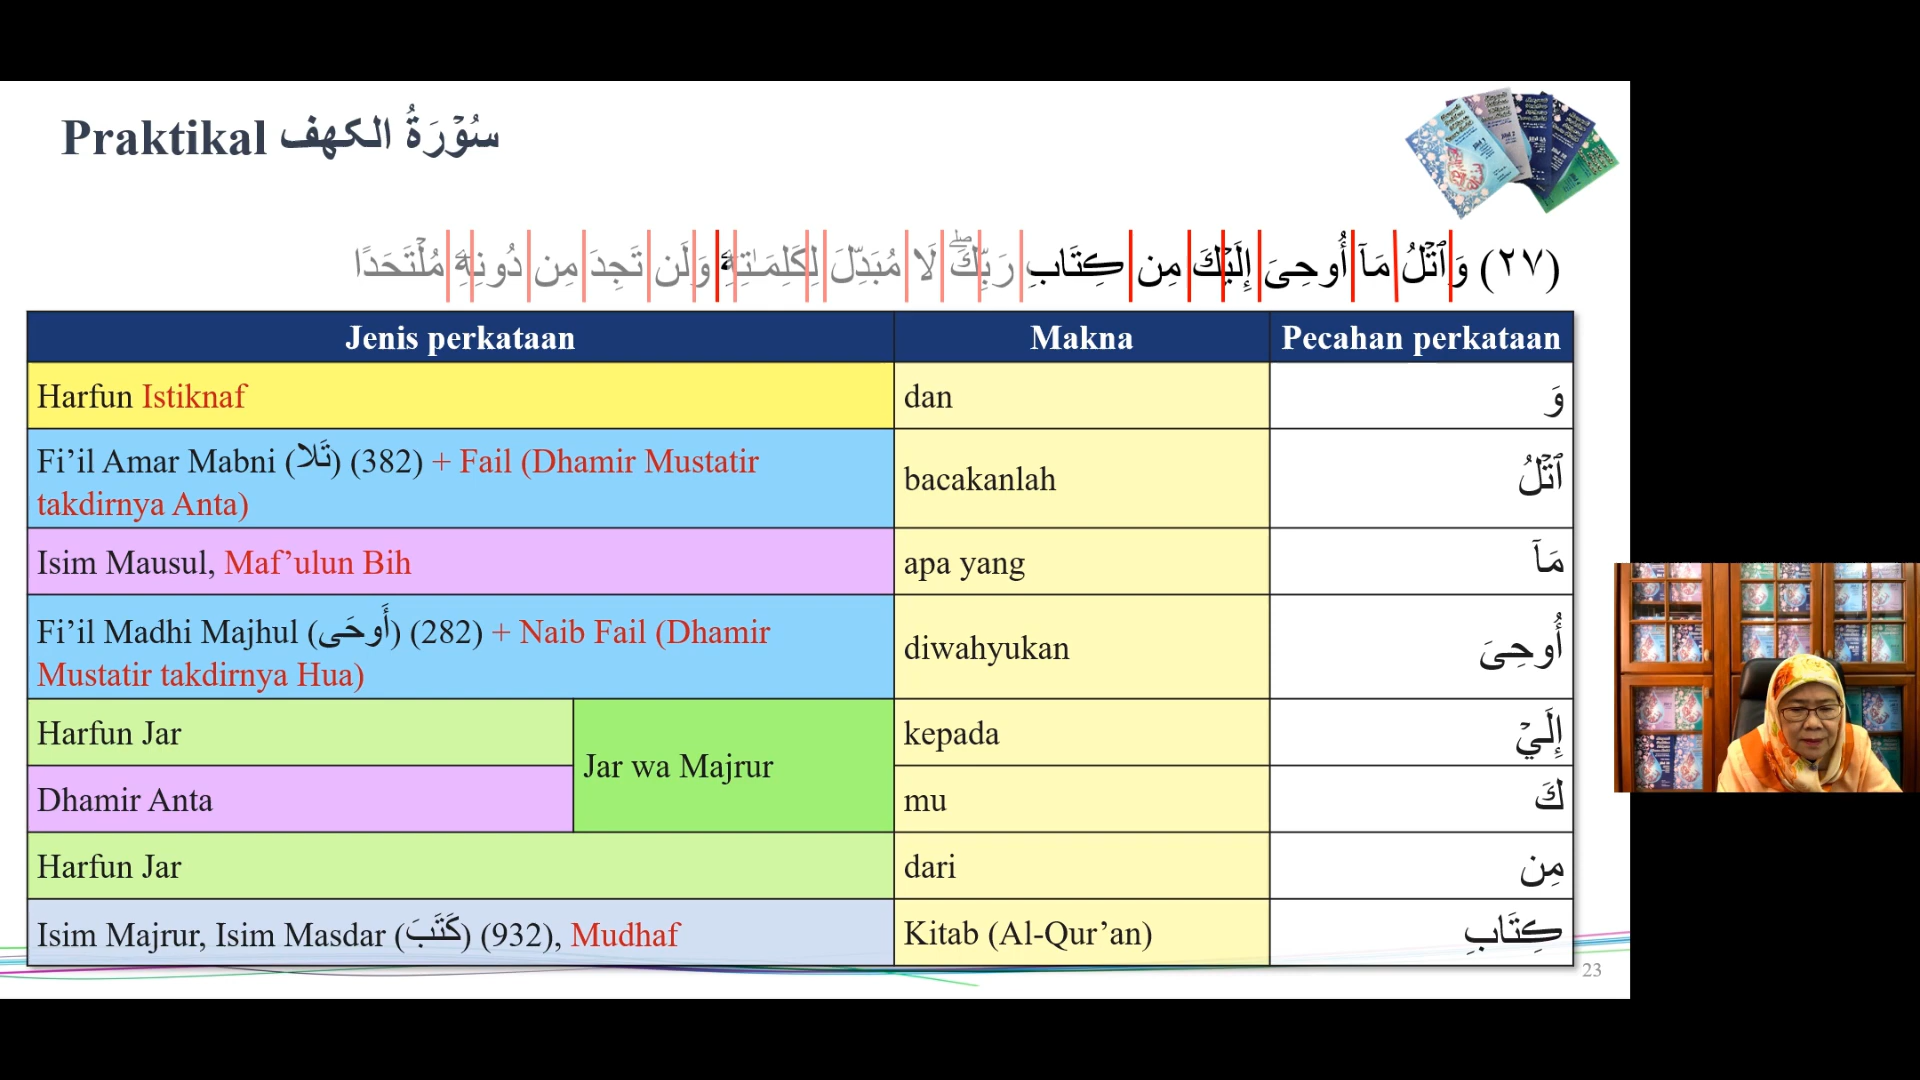 Praktikal سُوْرَةُ الكهف
(٢٧) وَٱتۡلُ مَآ أُوحِىَ إِلَيۡكَ مِن ڪِتَابِ رَبِّكَ‌ۖ لَا مُبَدِّلَ لِكَلِمَـٰتِهِۦ وَلَن تَجِدَ مِن دُونِهِۦ مُلۡتَحَدًا
Jenis perkataan Makna Pecahan perkataan
Harfun Istiknaf dan وَ
Fi’il Amar Mabni (تَلا) (382) + Fail (Dhamir Mustatir
takdirnya Anta) bacakanlah ٱتۡلُ
Isim Mausul, Maf’ulun Bih apa yang مَآ
Fi’il Madhi Majhul (أَوحَى) (282) + Naib Fail (Dhamir
Mustatir takdirnya Hua) diwahyukan أُوحِىَ
Harfun Jar kepada إِلَيۡ
Jar wa Majrur
Dhamir Anta mu كَ
Harfun Jar dari مِن
Isim Majrur, Isim Masdar (كَتَبَ) (932), Mudhaf Kitab (Al-Qur’an) ڪِتَابِ
23